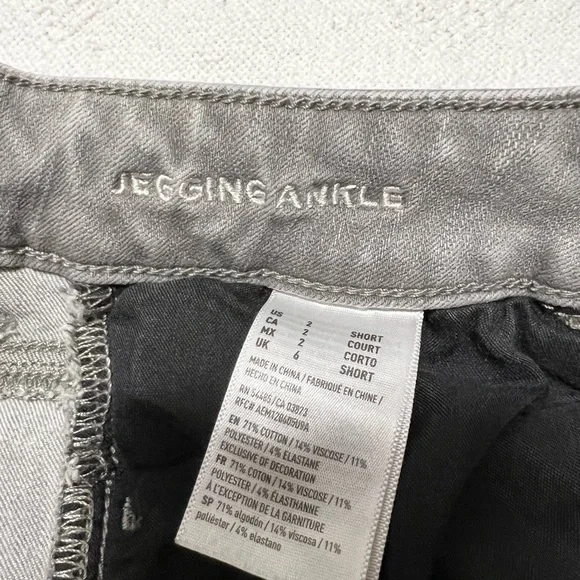 JEGGING ANKLE
US 2 SHORT
CA 2 COURT
MX 2 CORTO
UK 6 SHORT
MADE IN CHINA / FABRIQUÉ EN CHINE /
HECHO EN CHINA
RN 54485/CA 03873
RFC# AEM120605U9A
EN 71% COTTON / 14% VISCOSE / 11%
POLYESTER / 4% ELASTANE
EXCLUSIVE OF DECORATION
FR 71% COTON / 14% VISCOSE / 11%
POLYESTER / 4% ÉLASTHANNE
À L'EXCEPTION DE LA GARNITURE
SP 71% algodón / 14% viscosa / 11%
poliéster / 4% elastano